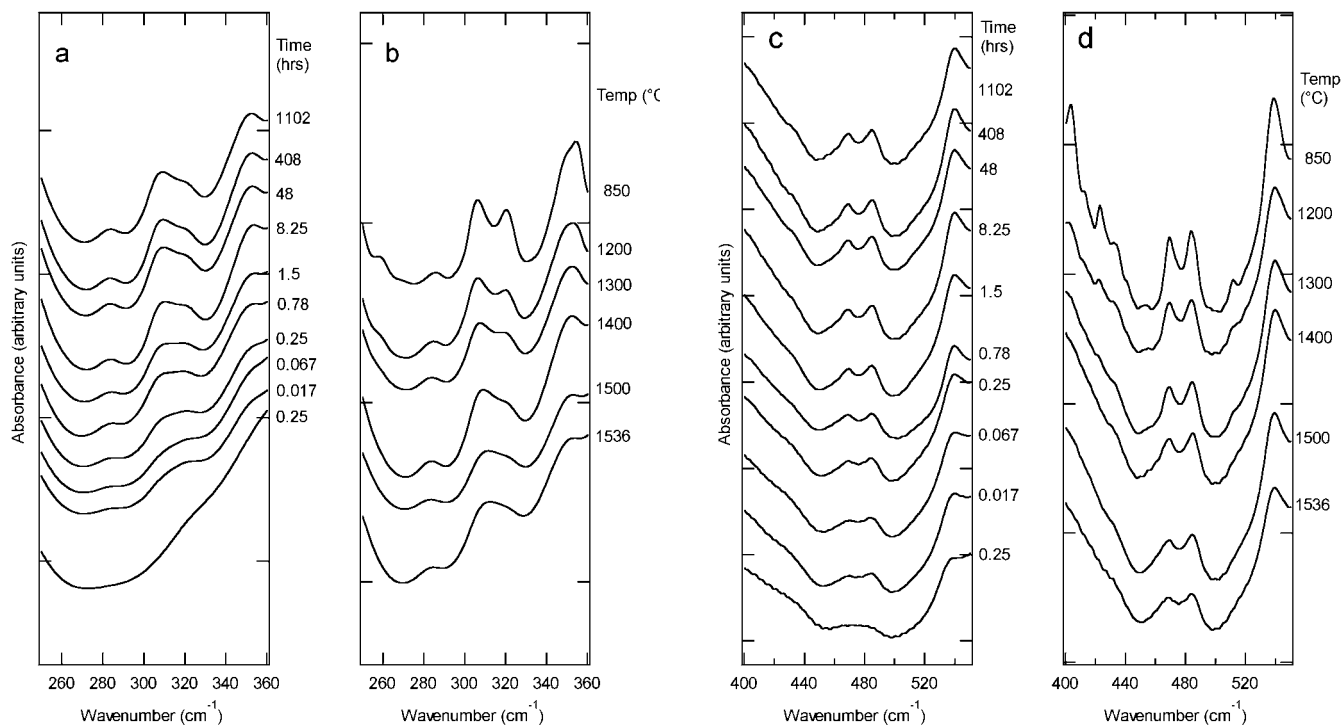 a
Time
(hrs)
1102
408
48
8.25
1.5
0.78
0.25
0.067
0.017
0.25
Absorbance (arbitrary units)
260 280 300 320 340 360
Wavenumber (cm-1)
b
Temp (°C
850
1200
1300
1400
1500
1536
260 280 300 320 340 360
Wavenumber (cm-1)
c
Time
(hrs)
1102
408
48
8.25
1.5
0.78
0.25
0.067
0.017
0.25
Absorbance (arbitrary units)
400 440 480 520
Wavenumber (cm-1)
d
Temp
(°C)
850
1200
1300
1400
1500
1536
400 440 480 520
Wavenumber (cm-1)